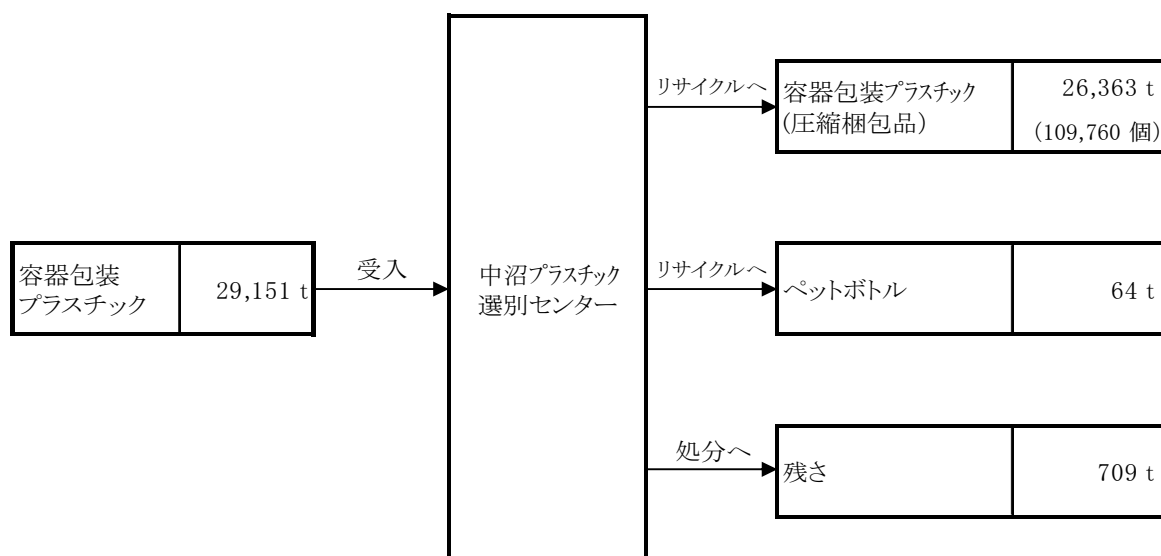 容器包装
プラスチック
29,151 t
受入
中沼プラスチック
選別センター
リサイクルへ
容器包装プラスチック
(圧縮梱包品)
26,363 t
(109,760 個)
リサイクルへ
ペットボトル
64 t
処分へ
残さ
709 t